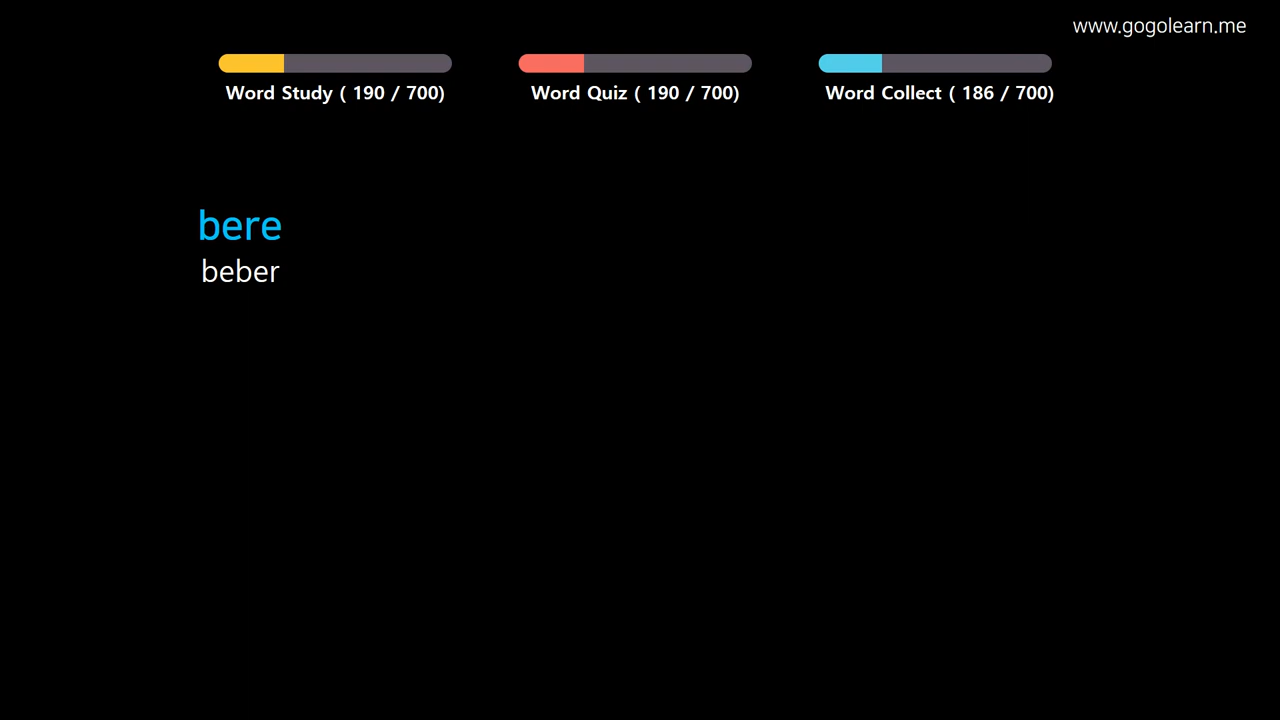 www.gogolearn.me
Word Study ( 190 / 700)
Word Quiz ( 190 / 700)
Word Collect ( 186 / 700)
bere
beber